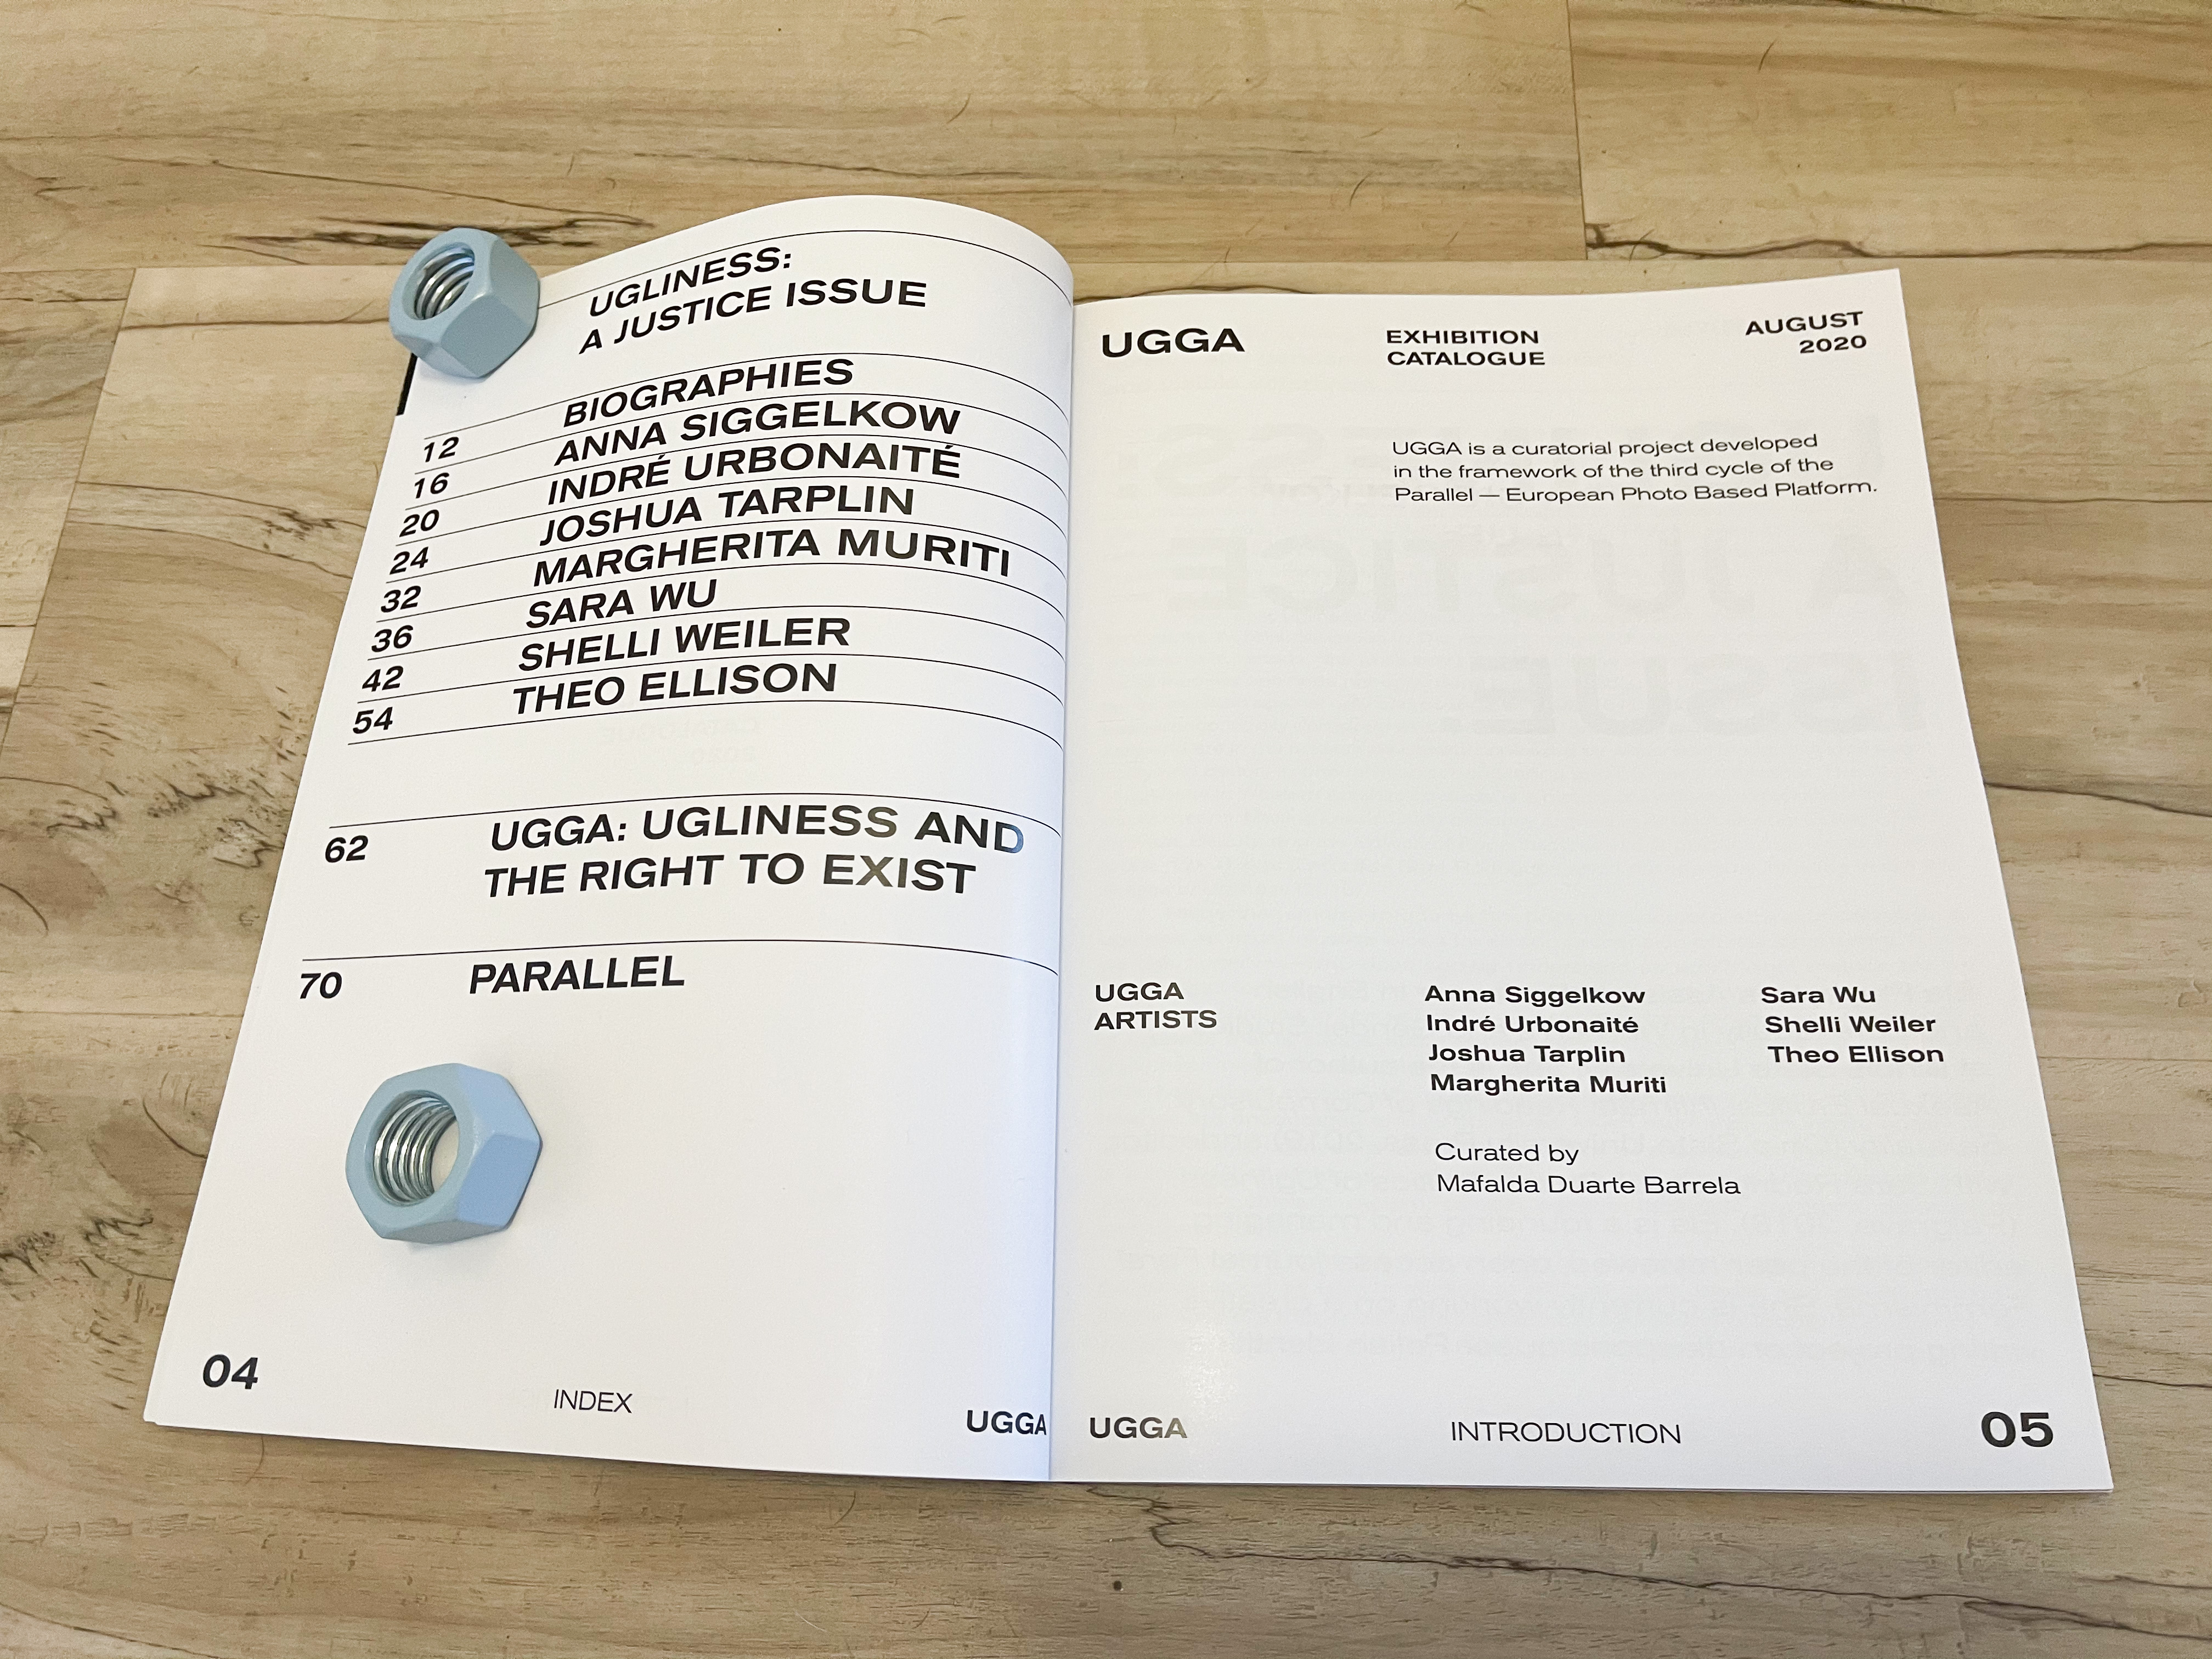 UGLINESS:
A JUSTICE ISSUE
12 BIOGRAPHIES
16 ANNA SIGGELKOW
20 INDRÉ URBONAITÉ
24 JOSHUA TARPLIN
32 MARGHERITA MURITI
36 SARA WU
42 SHELLI WEILER
54 THEO ELLISON
62 UGGA: UGLINESS AND
THE RIGHT TO EXIST
70 PARALLEL
04 INDEX UGGA
UGGA
EXHIBITION
CATALOGUE
AUGUST
2020
UGGA is a curatorial project developed
in the framework of the third cycle of the
Parallel — European Photo Based Platform.
UGGA
ARTISTS
Anna Siggelkow
Indré Urbonaité
Joshua Tarplin
Margherita Muriti
Sara Wu
Shelli Weiler
Theo Ellison
Curated by
Mafalda Duarte Barrela
UGGA INTRODUCTION 05